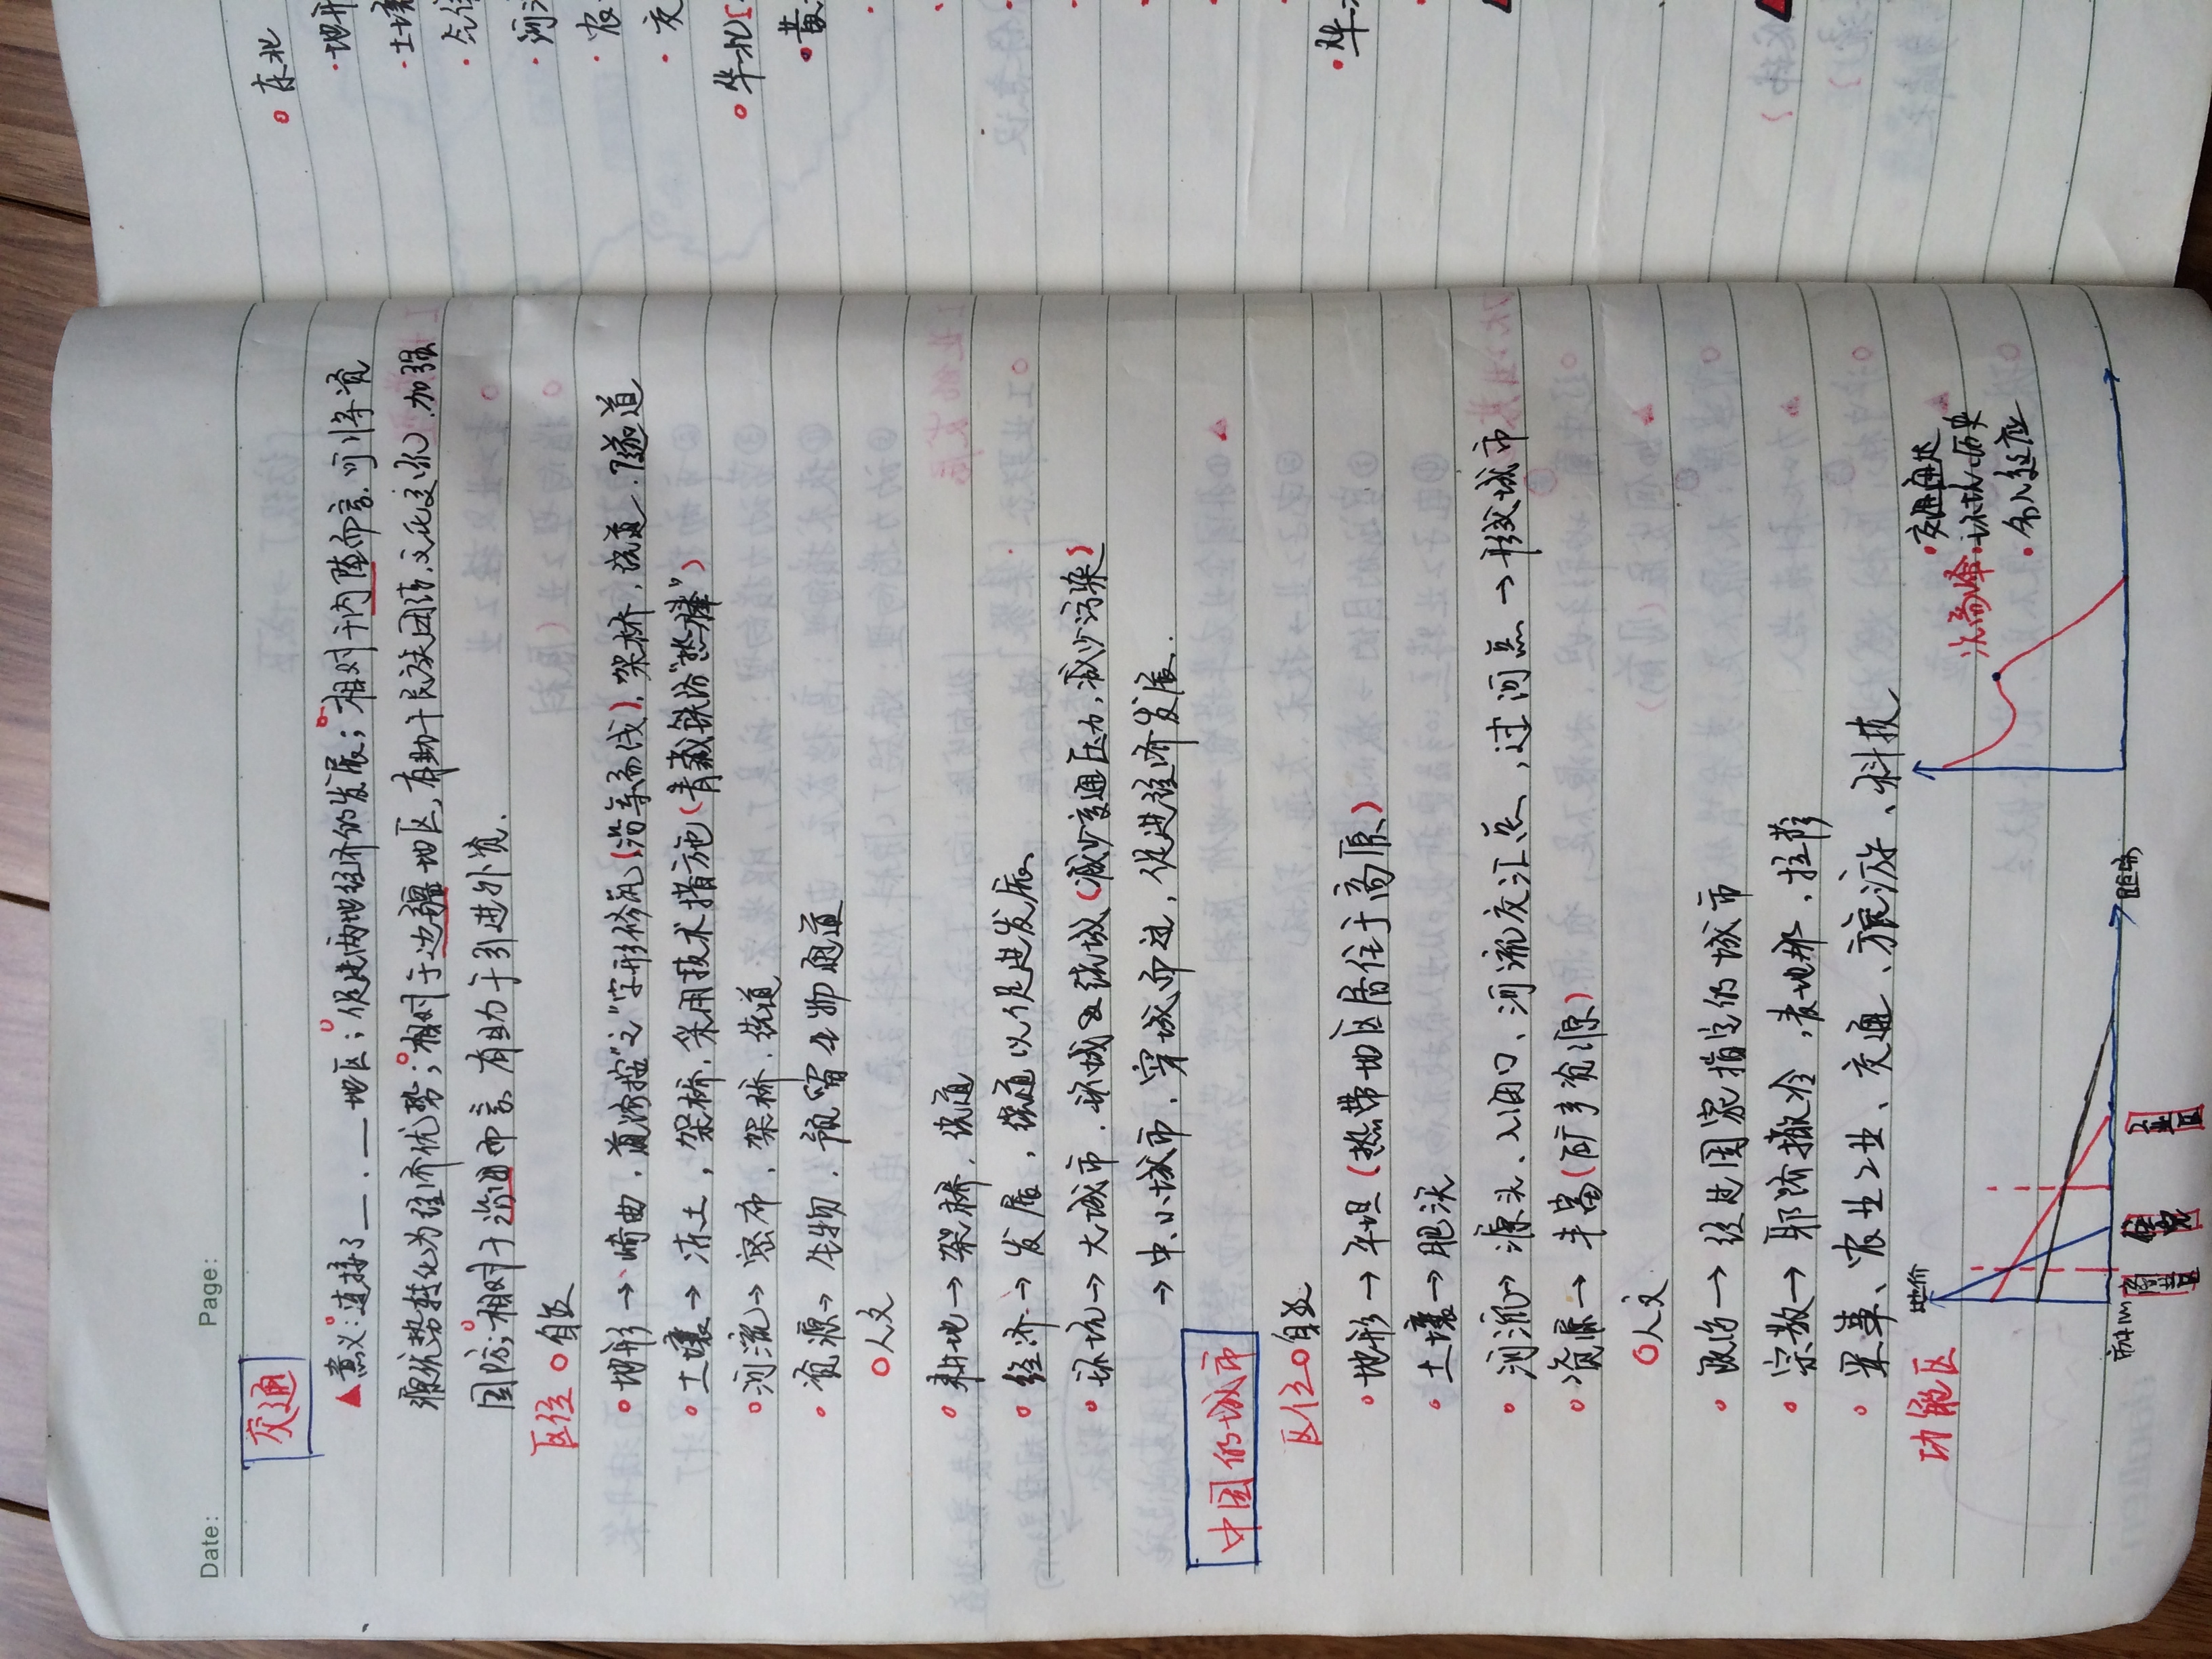 Date: Page:
交通
▲意义:连接了__、__地区;促进两地经济的发展;相对于内陆而言,可将资
源优势转化为经济优势;相对于边疆地区,有助于民族团结,文化交流,加强
国防;相对于沿海而言,有助于引进外资.
区位 自然
地形→崎岖,道路按"之"字形修筑(沿等高线),架桥,绕道,隧道
土壤→冻土,架桥,采用技术措施(青藏铁路"热棒")
河流→密布,架桥,绕道
资源→生物,预留生物通道
人文
耕地→架桥,绕道
经济→发展,绕道以促进发展
环境→大城市,环城或绕城(减少交通压力,减少污染)
→中、小城市,穿城而过,促进经济发展.
中国的城市
区位 自然
地形→平坦(热带地区居住于高原)
土壤→肥沃
河流→源头、入海口、河流交汇点,过河点→形成城市
资源→丰富(矿产资源)
人文
政治→经过国家指定的城市
宗教→耶路撒冷,麦地那,拉萨
军事、农业工业、交通、旅游、科技
功能区 地价
次高峰
交通通达
环境、历史
名人效应
市中心 距离
商业区 住宅区 工业区
东北
地形
土壤
河
农
交
华北
黄